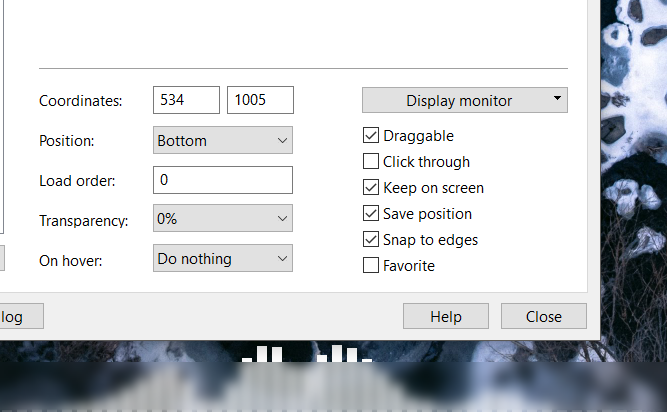 Coordinates: 534 1005 Display monitor
Position: Bottom
Load order: 0
Transparency: 0%
On hover: Do nothing
Draggable
Click through
Keep on screen
Save position
Snap to edges
Favorite
log Help Close